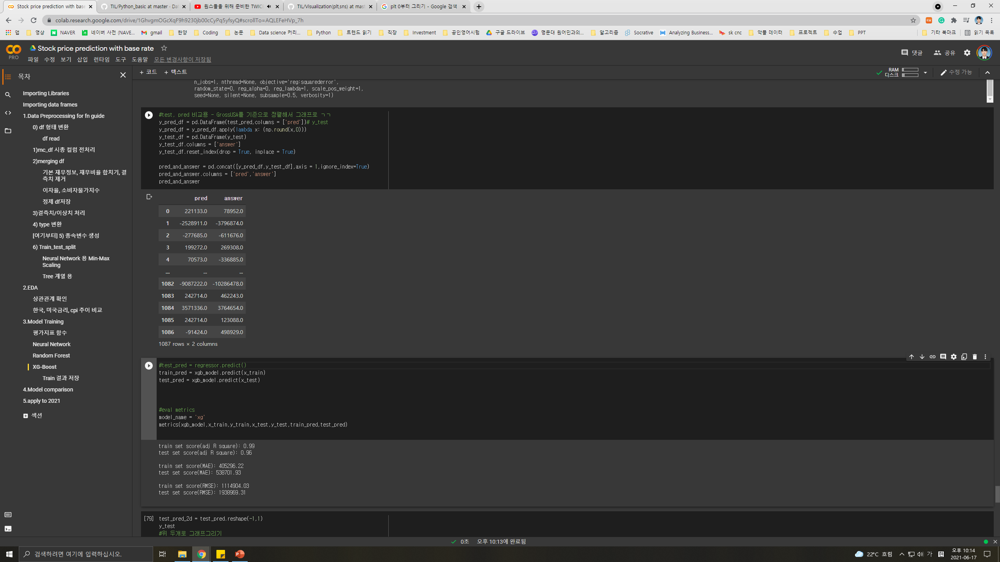 Stock price prediction with base
TIL/Python_basic at master · Da
원스들을 위해 준비한 TWICE
TIL/Visualization(plt,sns) at mast
plt 0부터 그리기 - Google 검색
colab.research.google.com/drive/1GhvgmOGcXqF9h9230jb00cCyPq5yfsyQ#scrollTo=AQLEFeHVp_7h
앱 영상 NAVER 네이버 사전 (NAVE... gmail 한양 Coding 논문 Data science 커리... Python 트렌드 읽기 직장 Investment 공인영어시험 구글 드라이브 명문대 원어민과의... 알고리즘 Socrative Analyzing Business... sk cnc 악플 데이터 프로젝트 수업 PPT 기타 북마크 읽기 목록
PRO
Stock price prediction with base rate
파일 수정 보기 삽입 런타임 도구 도움말 모든 변경사항이 저장됨
댓글 공유
목차
+ 코드 + 텍스트
RAM
디스크
수정 가능
Importing Libraries
Importing data frames
1.Data Preprocessing for fn guide
0) df 형태 변환
df read
1)mc_df 시총 컬럼 전처리
2)merging df
기본 재무정보, 재무비율 합치기, 결
측치 제거
이자율, 소비자물가지수
정제 df저장
3)결측치/이상치 처리
4) type 변환
[여기부터] 5) 종속변수 생성
6) Train_test_split
Neural Network 용 Min-Max
Scaling
Tree 계열 용
2.EDA
상관관계 확인
한국, 미국금리, cpi 추이 비교
3.Model Training
평가지표 함수
Neural Network
Random Forest
XG-Boost
Train 결과 저장
4.Model comparison
5.apply to 2021
섹션
n_jobs=1, nthread=None, objective='reg:squarederror',
random_state=0, reg_alpha=0, reg_lambda=1, scale_pos_weight=1,
seed=None, silent=None, subsample=0.5, verbosity=1)
#test, pred 비교용 - GrossUSA를 기준으로 정렬해서 그래프로 ㄱㄱ
y_pred_df = pd.DataFrame(test_pred,columns = ['pred'])# y_test
y_pred_df = y_pred_df.apply(lambda x: (np.round(x,0)))
y_test_df = pd.DataFrame(y_test)
y_test_df.columns = ['answer']
y_test_df.reset_index(drop = True, inplace = True)
pred_and_answer = pd.concat([y_pred_df,y_test_df],axis = 1,ignore_index=True)
pred_and_answer.columns = ['pred','answer']
pred_and_answer
pred answer
0 221133.0 78952.0
1 -2528911.0 -3796874.0
2 -277685.0 -611676.0
3 199272.0 269308.0
4 70573.0 -336885.0
... ... ...
1082 -9087222.0 -10286478.0
1083 242714.0 462243.0
1084 3571336.0 3764654.0
1085 242714.0 123088.0
1086 -91424.0 498929.0
1087 rows × 2 columns
#test_pred = regressor.predict()
train_pred = xgb_model.predict(x_train)
test_pred = xgb_model.predict(x_test)
#eval metrics
model_name = 'xg'
metrics(xgb_model,x_train,y_train,x_test,y_test,train_pred,test_pred)
train set score(adj R square): 0.99
test set score(adj R square): 0.96
train set score(MAE): 405296.22
test set score(MAE): 538701.93
train set score(RMSE): 1114904.03
test set score(RMSE): 1938969.31
[79] test_pred_2d = test_pred.reshape(-1,1)
y_test
#위 두개로 그래프그리기
0초 오후 10:13에 완료됨
검색하려면 여기에 입력하십시오.
22°C 흐림
가
오후 10:14
2021-06-17